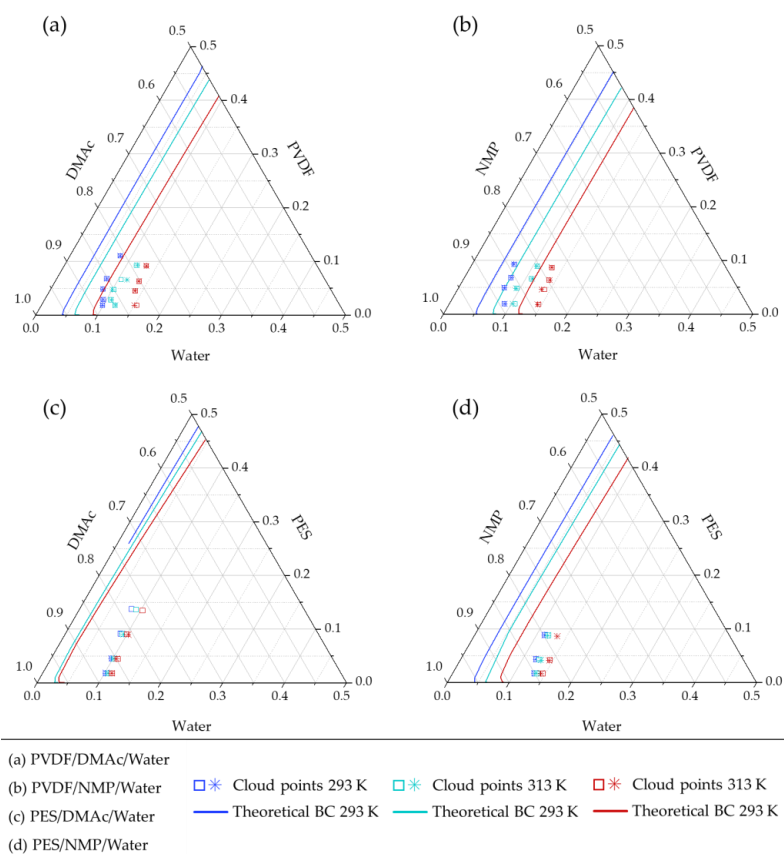 (a)
0.5
0.5
0.6
0.4
0.7
DMAc
PVDF
0.3
0.8
0.2
0.9
0.1
1.0
0.0
0.0
0.1
0.2
0.3
0.4
0.5
Water
(b)
0.5
0.5
0.6
0.4
0.7
NMP
PVDF
0.3
0.8
0.2
0.9
0.1
1.0
0.0
0.0
0.1
0.2
0.3
0.4
0.5
Water
(c)
0.5
0.5
0.6
0.4
0.7
DMAc
PES
0.3
0.8
0.2
0.9
0.1
1.0
0.0
0.0
0.1
0.2
0.3
0.4
0.5
Water
(d)
0.5
0.5
0.6
0.4
0.7
NMP
PES
0.3
0.8
0.2
0.9
0.1
1.0
0.0
0.0
0.1
0.2
0.3
0.4
0.5
Water
(a) PVDF/DMAc/Water
(b) PVDF/NMP/Water
(c) PES/DMAc/Water
(d) PES/NMP/Water
Cloud points 293 K
Cloud points 313 K
Cloud points 313 K
Theoretical BC 293 K
Theoretical BC 293 K
Theoretical BC 293 K